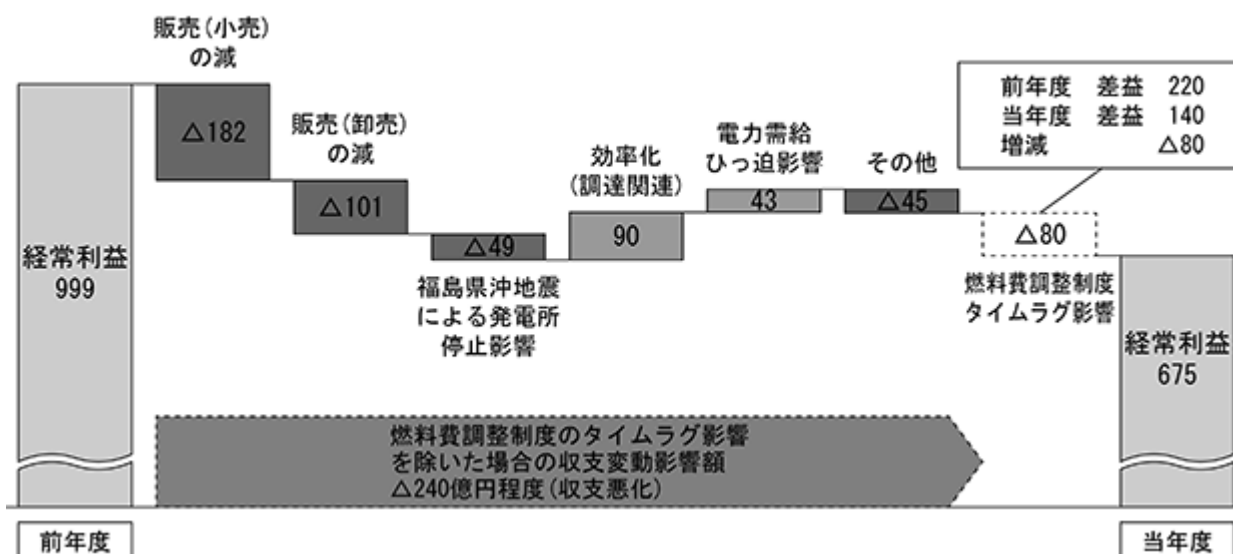 販売(小売)
の減
△182
販売(卸売)
の減
△101
△49
福島県沖地震
による発電所
停止影響
効率化
(調達関連)
90
電力需給
ひっ迫影響
43
その他
△45
前年度 差益 220
当年度 差益 140
増減 △80
△80
燃料費調整制度
タイムラグ影響
経常利益
999
経常利益
675
燃料費調整制度のタイムラグ影響
を除いた場合の収支変動影響額
△240億円程度(収支悪化)
前年度
当年度